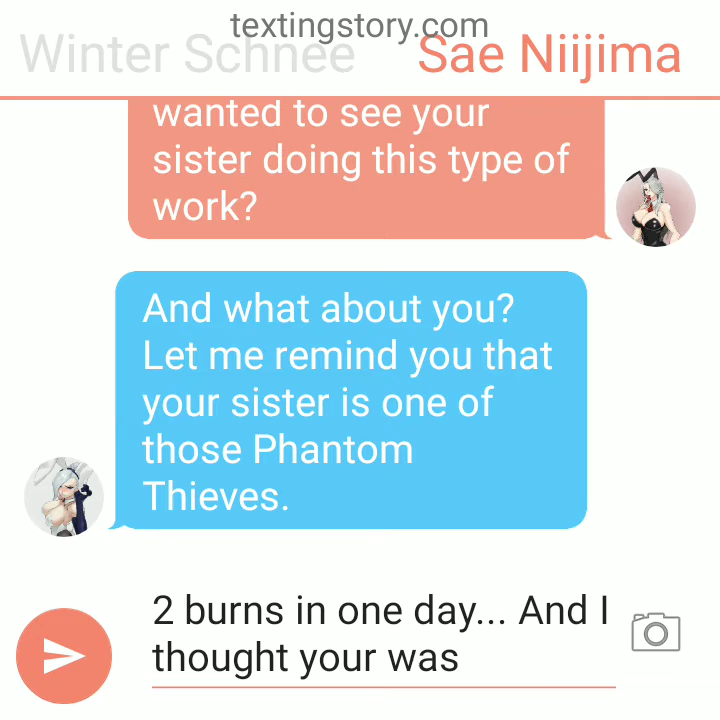 textingstory.com
Winter Schnee Sae Niijima
wanted to see your
sister doing this type of
work?
And what about you?
Let me remind you that
your sister is one of
those Phantom
Thieves.
2 burns in one day... And I
thought your was